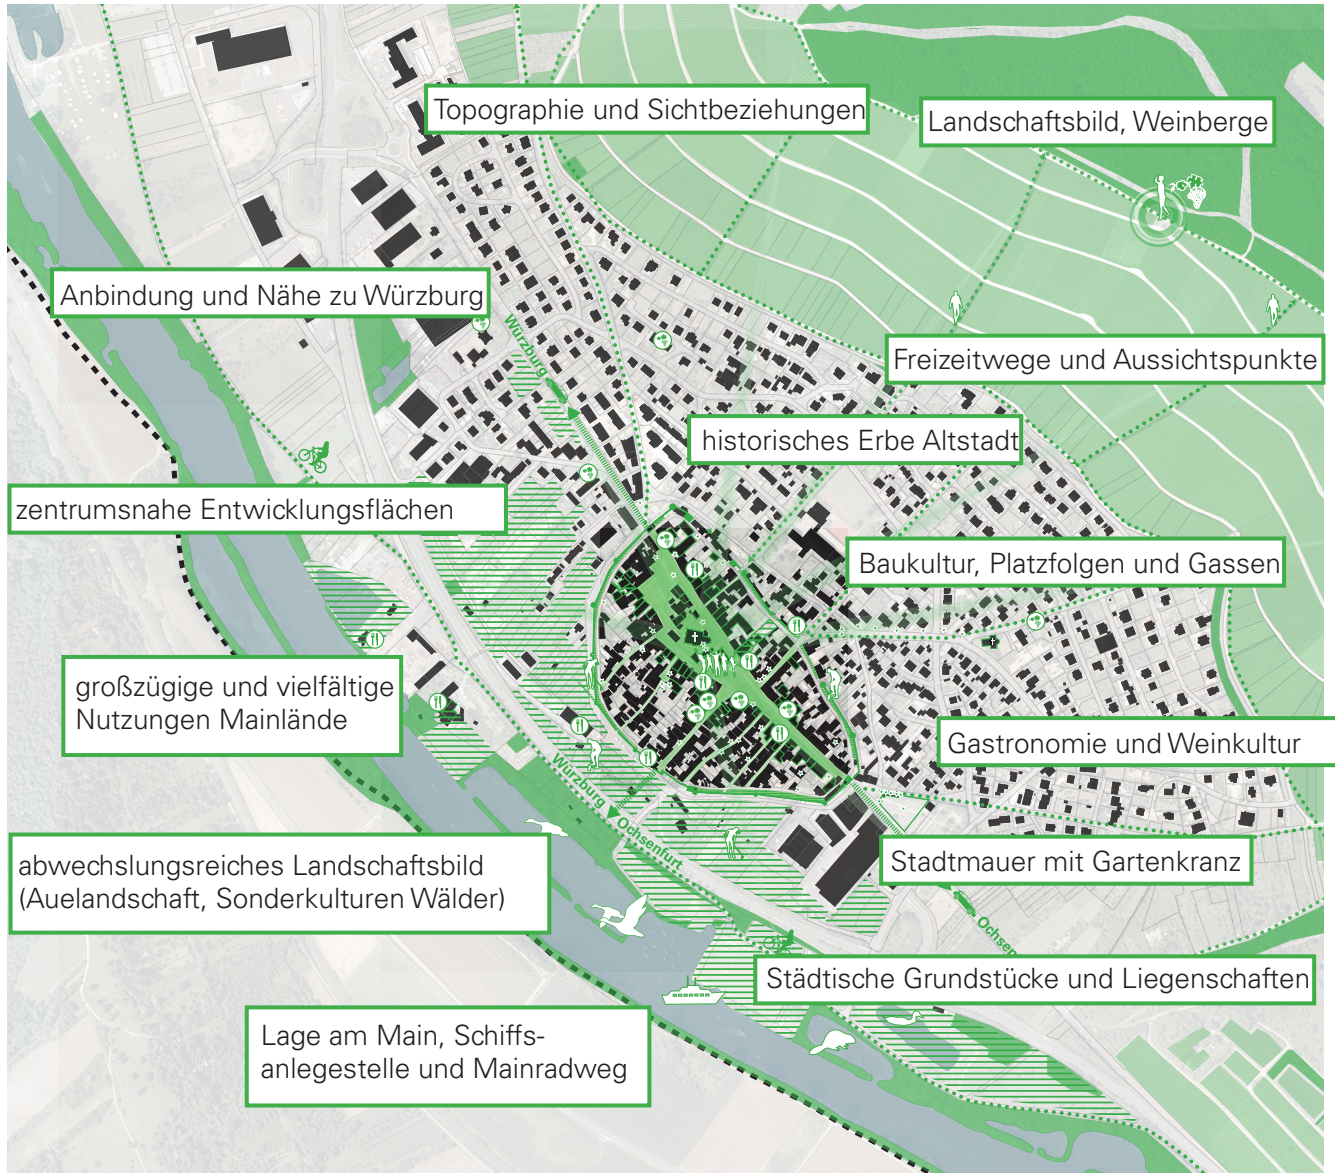 Topographie und Sichtbeziehungen
Landschaftsbild, Weinberge
Anbindung und Nähe zu Würzburg
Würzburg
Freizeitwege und Aussichtspunkte
historisches Erbe Altstadt
zentrumsnahe Entwicklungsflächen
Baukultur, Platzfolgen und Gassen
großzügige und vielfältige
Nutzungen Mainlände
Gastronomie und Weinkultur
Würzburg
Ochsenfurt
Stadtmauer mit Gartenkranz
abwechslungsreiches Landschaftsbild
(Auelandschaft, Sonderkulturen Wälder)
Ochsen
Städtische Grundstücke und Liegenschaften
Lage am Main, Schiffs-
anlegestelle und Mainradweg